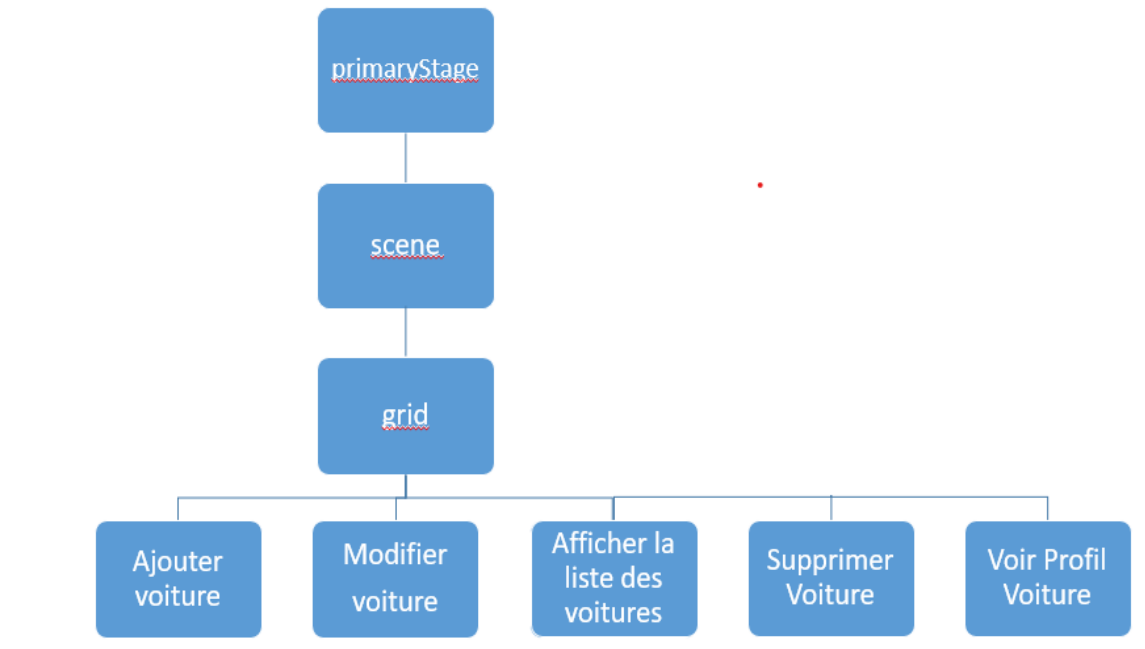 primaryStage
scene
grid
Ajouter
voiture
Modifier
voiture
Afficher la
liste des
voitures
Supprimer
Voiture
Voir Profil
Voiture